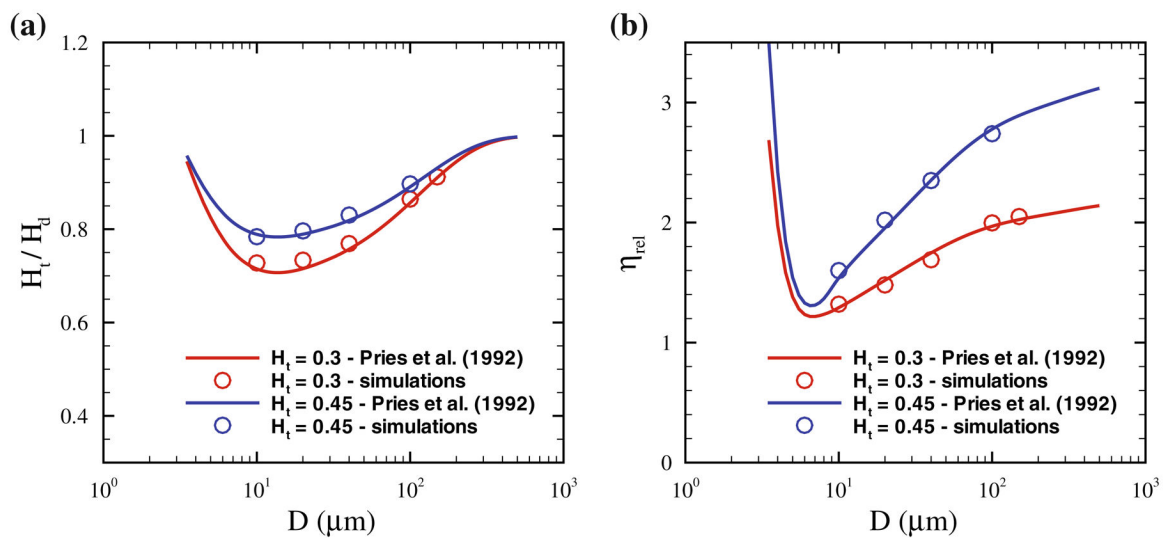 (a)
1.2
1
0.8
0.6
0.4
H_t / H_d
H_t = 0.3 - Pries et al. (1992)
H_t = 0.3 - simulations
H_t = 0.45 - Pries et al. (1992)
H_t = 0.45 - simulations
10^0 10^1 10^2 10^3
D (μm)
(b)
3
2
1
0
η_rel
H_t = 0.3 - Pries et al. (1992)
H_t = 0.3 - simulations
H_t = 0.45 - Pries et al. (1992)
H_t = 0.45 - simulations
10^0 10^1 10^2 10^3
D (μm)